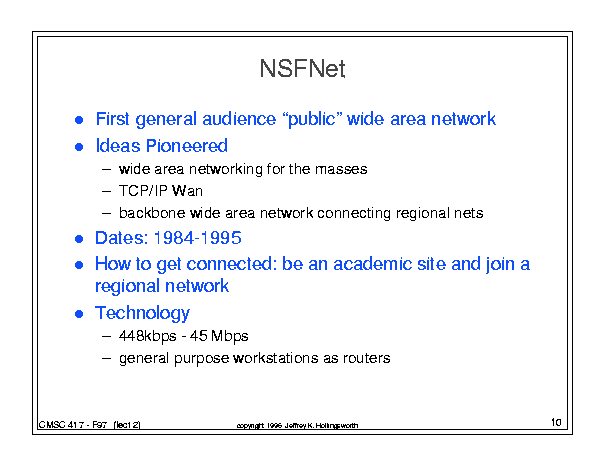 NSFNet
● First general audience “public” wide area network
● Ideas Pioneered
– wide area networking for the masses
– TCP/IP Wan
– backbone wide area network connecting regional nets
● Dates: 1984-1995
● How to get connected: be an academic site and join a
regional network
● Technology
– 448kbps - 45 Mbps
– general purpose workstations as routers
CMSC 417 - F97 (lect2)
copyright 1996 Jeffrey K. Hollingsworth
10